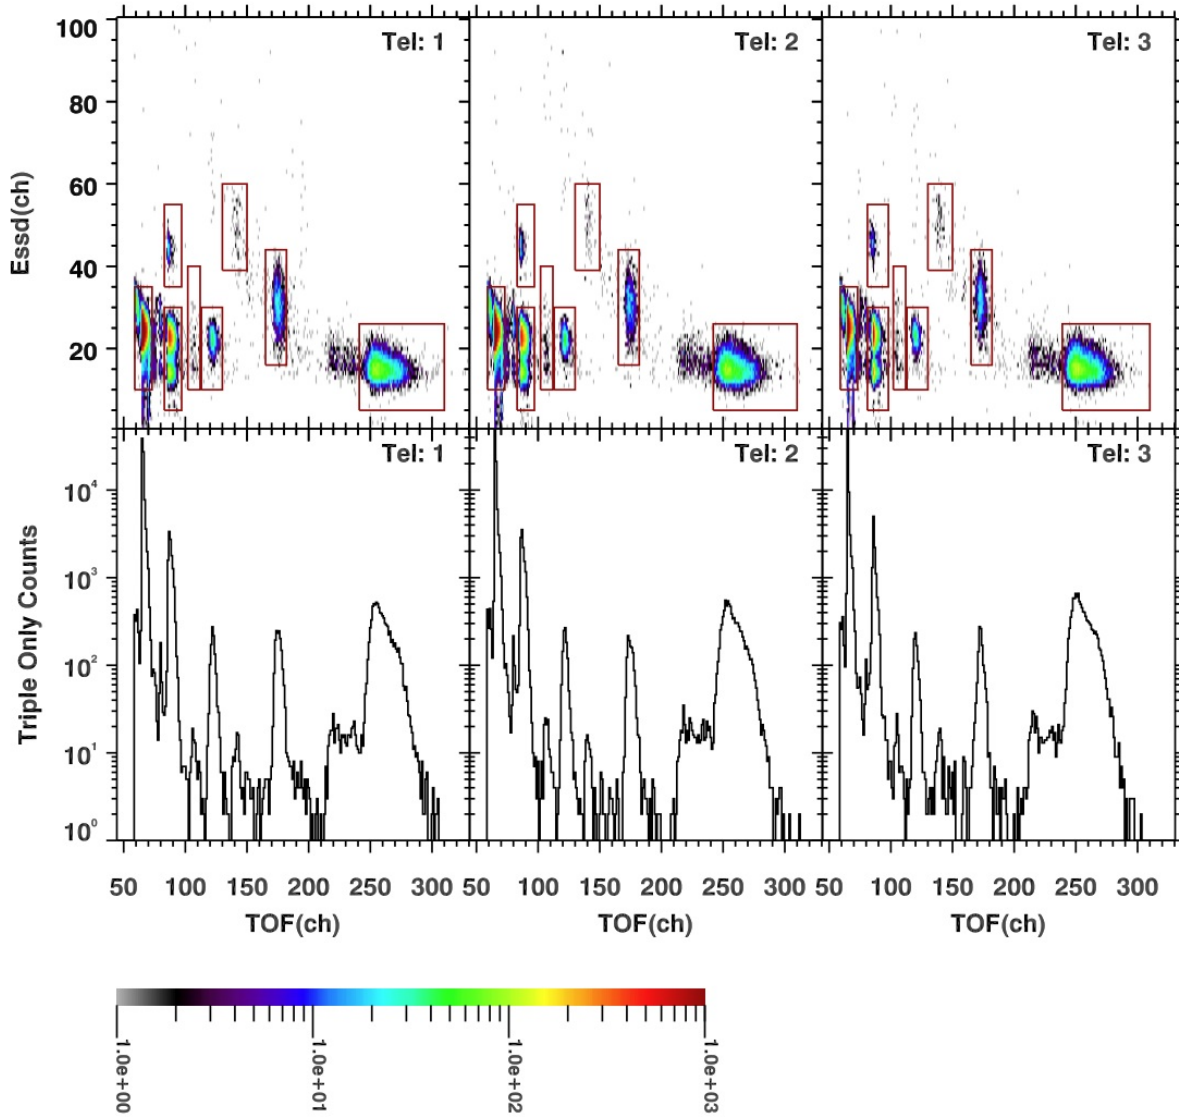 Tel: 1 Tel: 2 Tel: 3
100
80
60
40
20
Essd(ch)
Tel: 1 Tel: 2 Tel: 3
10⁴
10³
10²
10¹
10⁰
Triple Only Counts
50 100 150 200 250 300 50 100 150 200 250 300 50 100 150 200 250 300
TOF(ch) TOF(ch) TOF(ch)
1.0e+00 1.0e+01 1.0e+02 1.0e+03